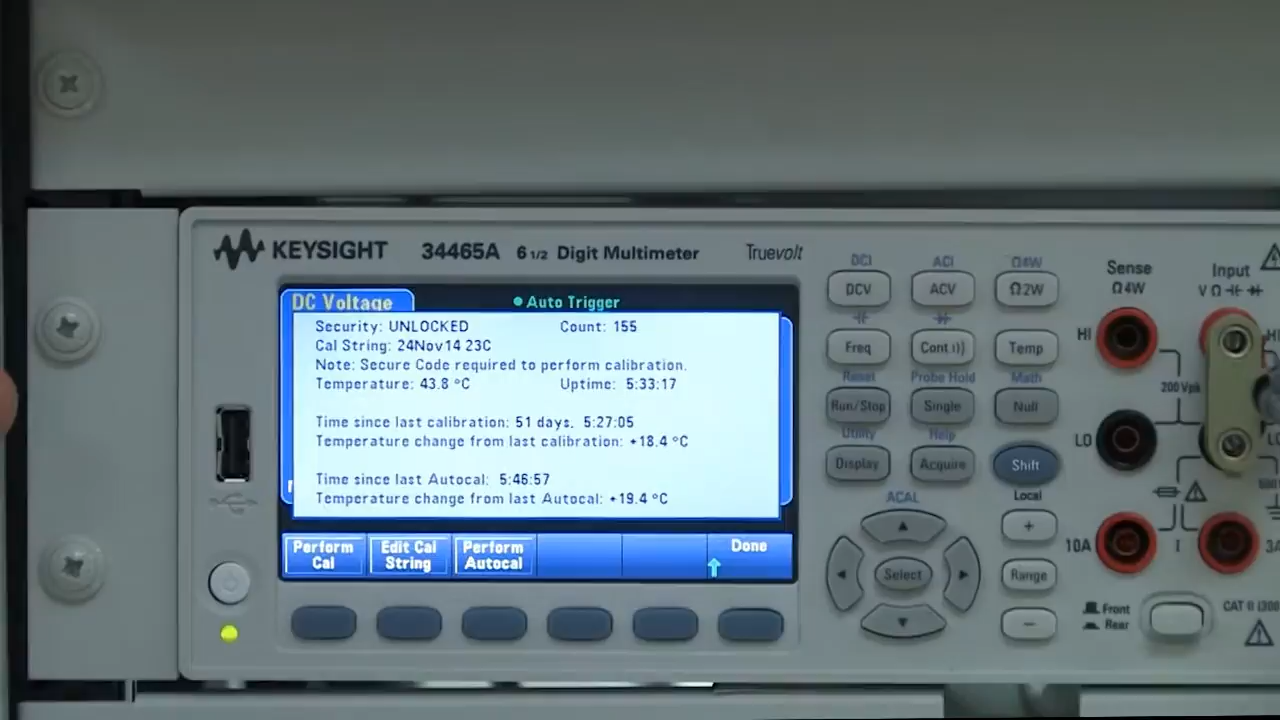 KEYSIGHT 34465A 6 1/2 Digit Multimeter Truevolt
DC Voltage
Auto Trigger
Security: UNLOCKED Count: 155
Cal String: 24Nov14 23C
Note: Secure Code required to perform calibration.
Temperature: 43.8 °C Uptime: 5:33:17
Time since last calibration: 51 days, 5:27:05
Temperature change from last calibration: +18.4 °C
Time since last Autocal: 5:46:57
Temperature change from last Autocal: +19.4 °C
Perform Cal
Edit Cal String
Perform Autocal
Done
DCI ACI Ω4W
DCV ACV Ω2W
Freq Cont Temp
Reset Probe Hold Math
Run/Stop Single Null
Utility Help
Display Acquire Shift
ACAL Local
+
Select Range
−
Sense Ω4W
Input V Ω
HI
200 Vpk
LO
10A I 3A
Front
Rear
CAT II (300